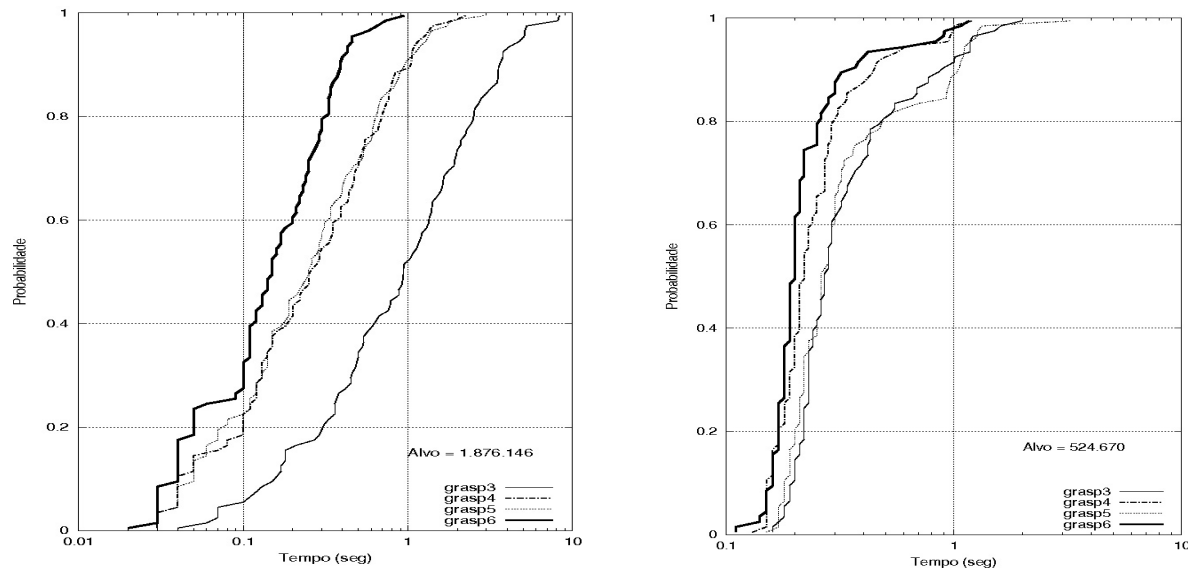 1
0.8
0.6
0.4
0.2
0
Probabilidade
Alvo = 1.876.146
grasp3
grasp4
grasp5
grasp6
0.01
0.1
1
10
Tempo (seg)
1
0.8
0.6
0.4
0.2
0
Probabilidade
Alvo = 524.670
grasp3
grasp4
grasp5
grasp6
0.1
1
10
Tempo (seg)